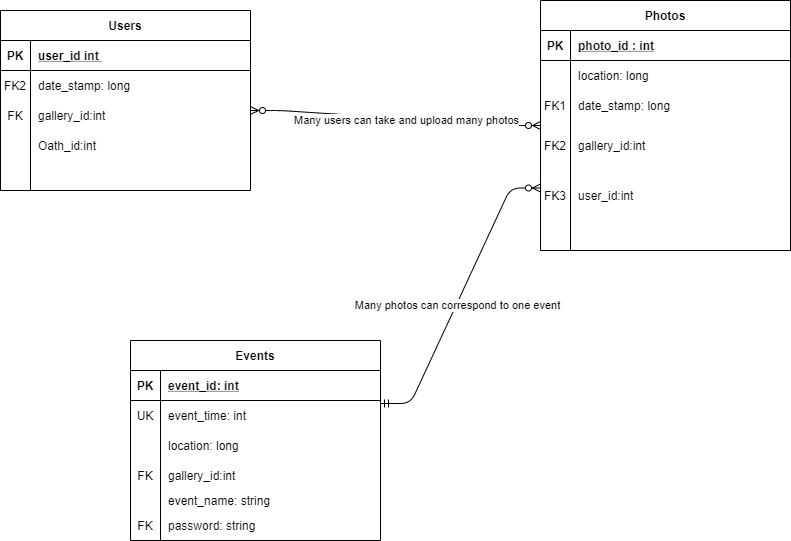 Users
PK user_id int
FK2 date_stamp: long
FK gallery_id:int
Oath_id:int
Many users can take and upload many photos
Photos
PK photo_id : int
location: long
FK1 date_stamp: long
FK2 gallery_id:int
FK3 user_id:int
Many photos can correspond to one event
Events
PK event_id: int
UK event_time: int
location: long
FK gallery_id:int
event_name: string
FK password: string